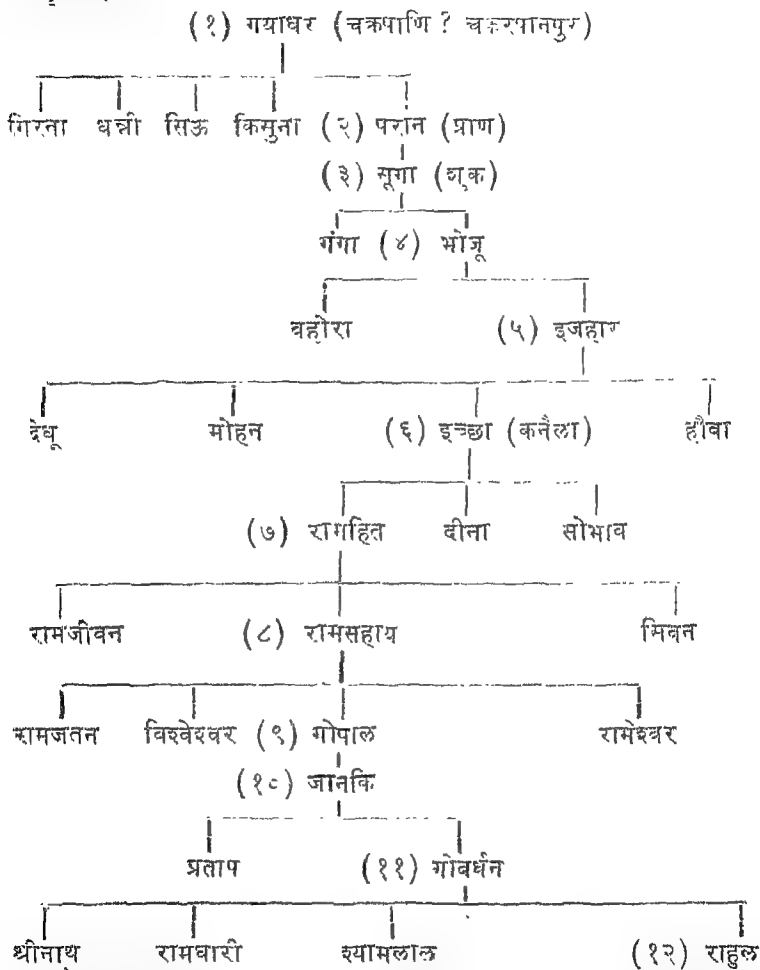 (१) गयाधर (चक्रपाणि ? चक्रपानपुर)
गिरना धन्नी सिऊ किसुना (२) परान (प्राण)
(३) सूगा (शुक)
गंगा (४) भोजू
वहोरा (५) इजहार
देधू मोहन (६) इच्छा (कनैला) हौवा
(७) रामहित दीना सोभाव
रामजीवन (८) रामसहाय मिवन
रामजतन विश्वेश्वर (९) गोपाल रामेश्वर
(१०) जानकि
प्रताप (११) गोवर्धन
श्रीनाथ रामधारी श्यामलाल (१२) राहुल